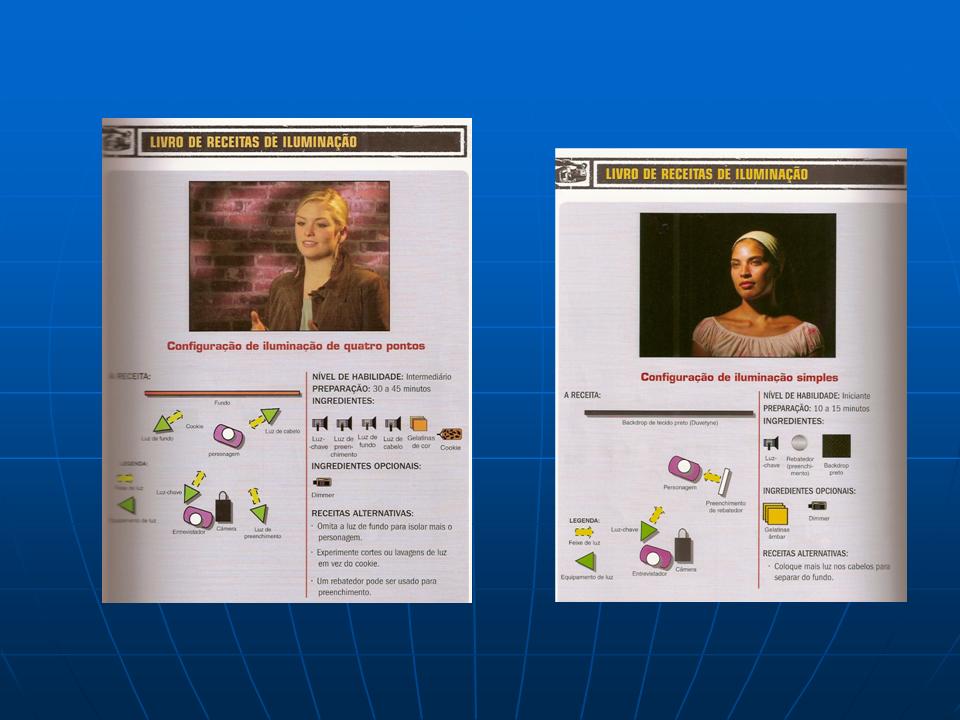 LIVRO DE RECEITAS DE ILUMINAÇÃO
Configuração de iluminação de quatro pontos
A RECEITA:
Fundo
Luz de fundo
Cookie
Luz de cabelo
personagem
LEGENDA:
Feixe de luz
Equipamento de luz
Luz-chave
Entrevistador
Câmera
Luz de
preenchimento
NÍVEL DE HABILIDADE: Intermediário
PREPARAÇÃO: 30 a 45 minutos
INGREDIENTES:
Luz-
-chave
Luz de
preen-
chimento
Luz de
fundo
Luz de
cabelo
Gelatinas
de cor
Cookie
INGREDIENTES OPCIONAIS:
Dimmer
RECEITAS ALTERNATIVAS:
· Omita a luz de fundo para isolar mais o
personagem.
· Experimente cortes ou lavagens de luz
em vez do cookie.
· Um rebatedor pode ser usado para
preenchimento.
LIVRO DE RECEITAS DE ILUMINAÇÃO
Configuração de iluminação simples
A RECEITA:
Backdrop de tecido preto (Duvetyne)
Personagem
Preenchimento
de rebatedor
LEGENDA:
Feixe de luz
Equipamento de luz
Luz-chave
Entrevistador
Câmera
NÍVEL DE HABILIDADE: Iniciante
PREPARAÇÃO: 10 a 15 minutos
INGREDIENTES:
Luz-
-chave
Rebatedor
(preenchi-
mento)
Backdrop
preto
INGREDIENTES OPCIONAIS:
Gelatinas
âmbar
Dimmer
RECEITAS ALTERNATIVAS:
· Coloque mais luz nos cabelos para
separar do fundo.